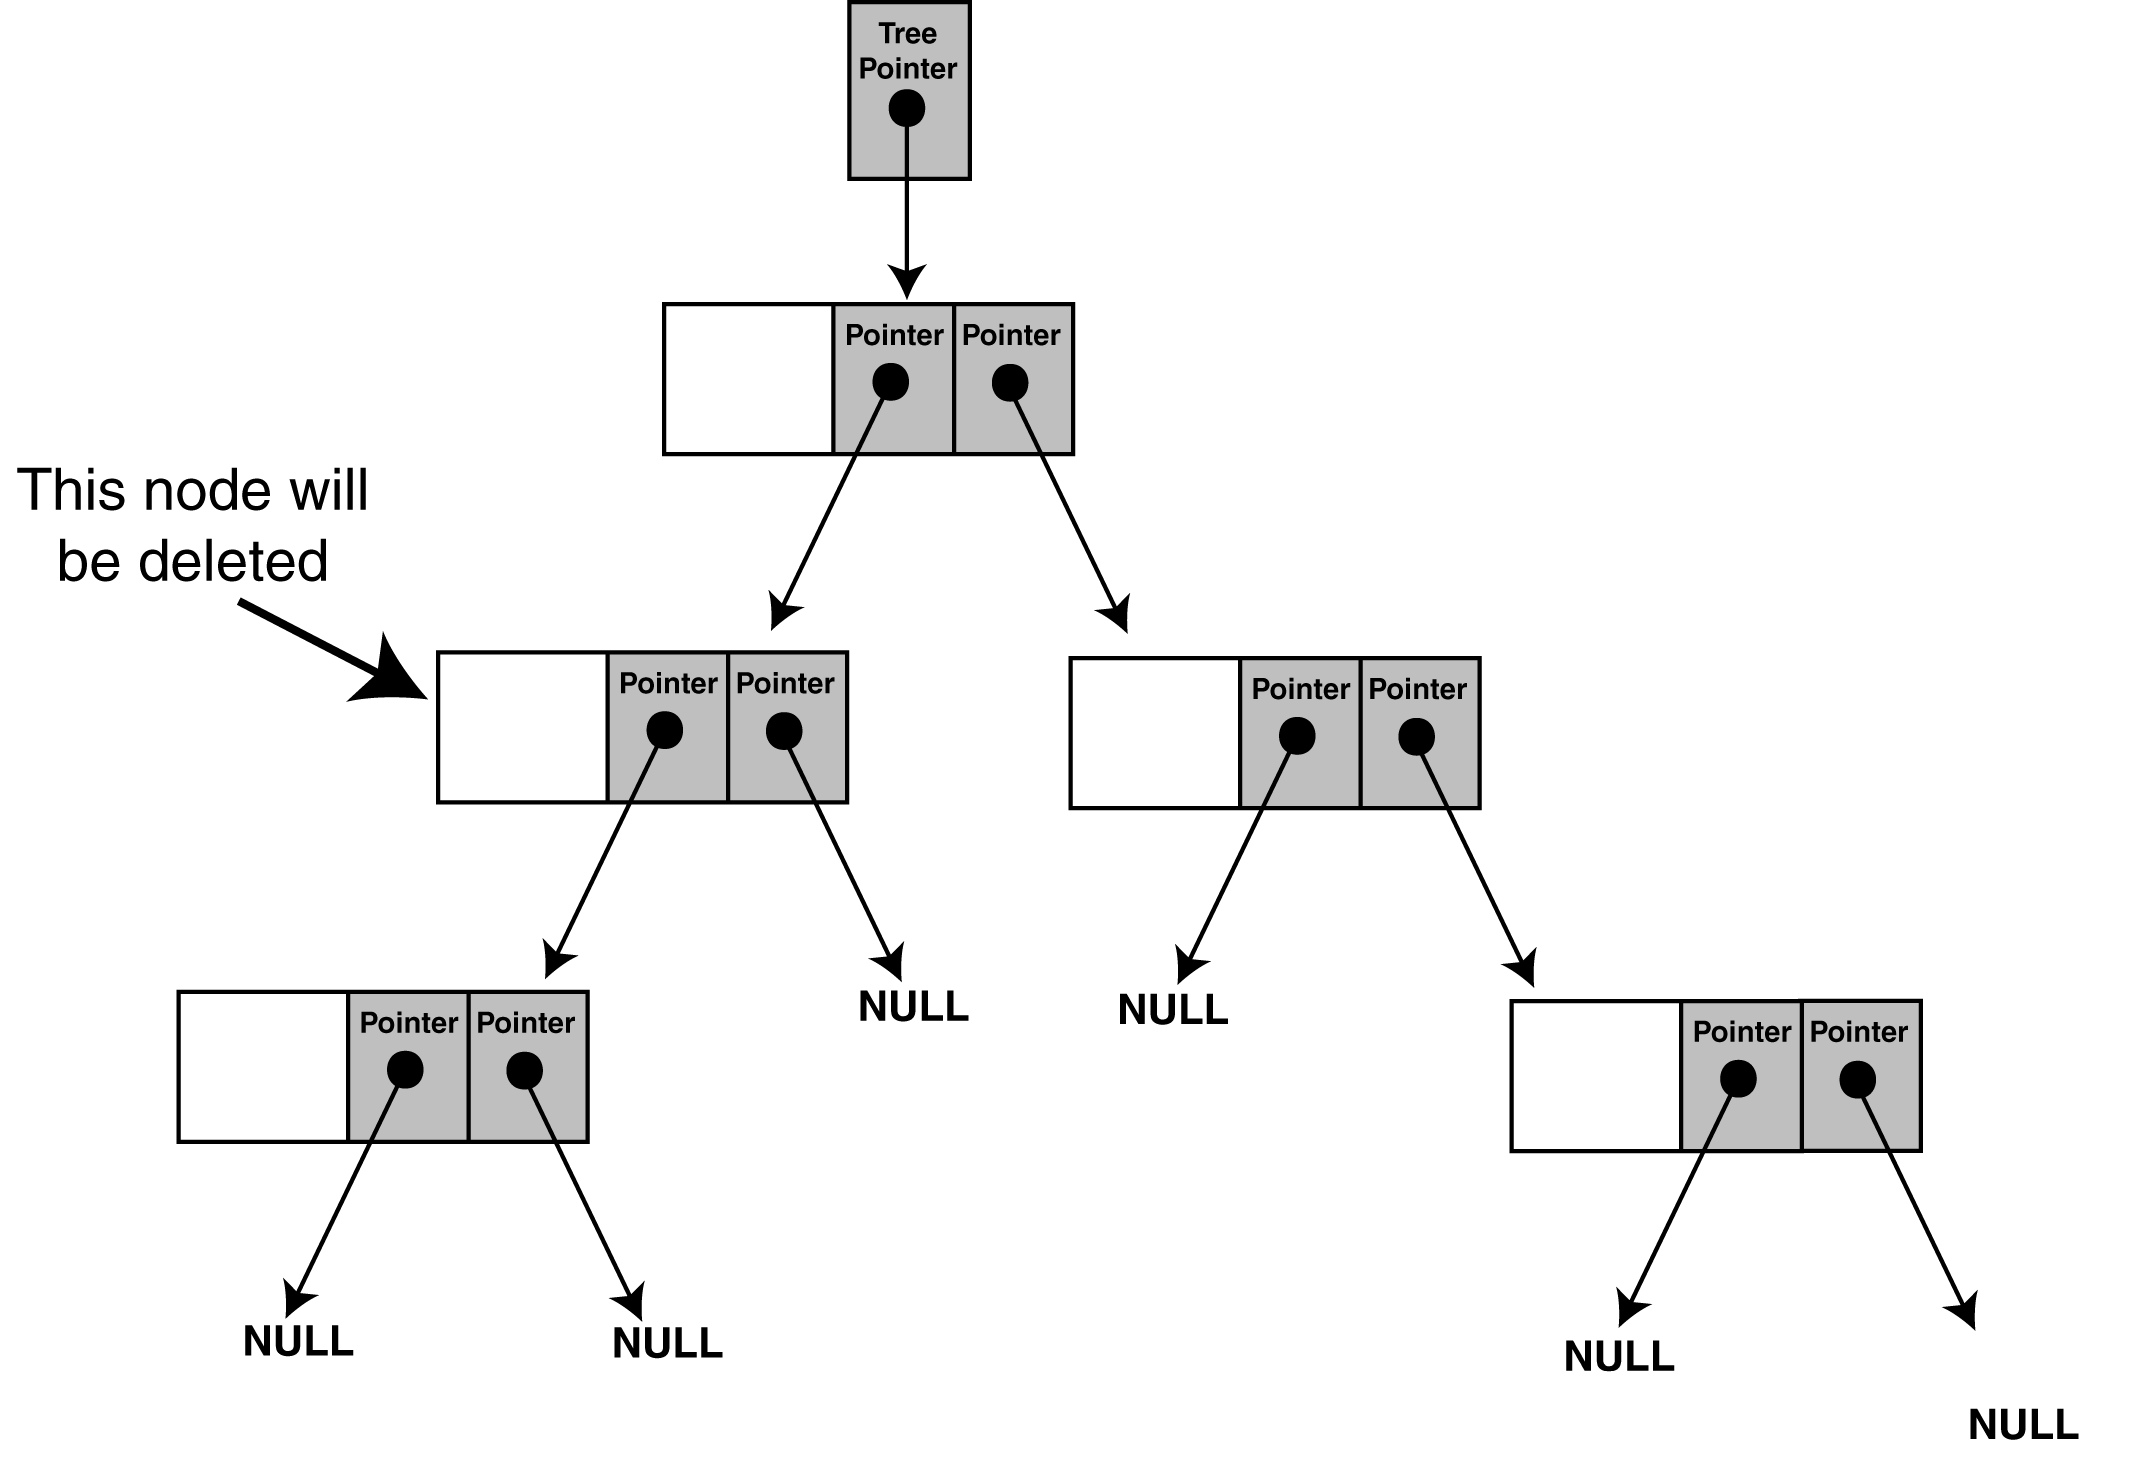 Tree
Pointer
Pointer Pointer
This node will
be deleted
Pointer Pointer
Pointer Pointer
NULL
NULL
Pointer Pointer
Pointer Pointer
NULL
NULL
NULL
NULL